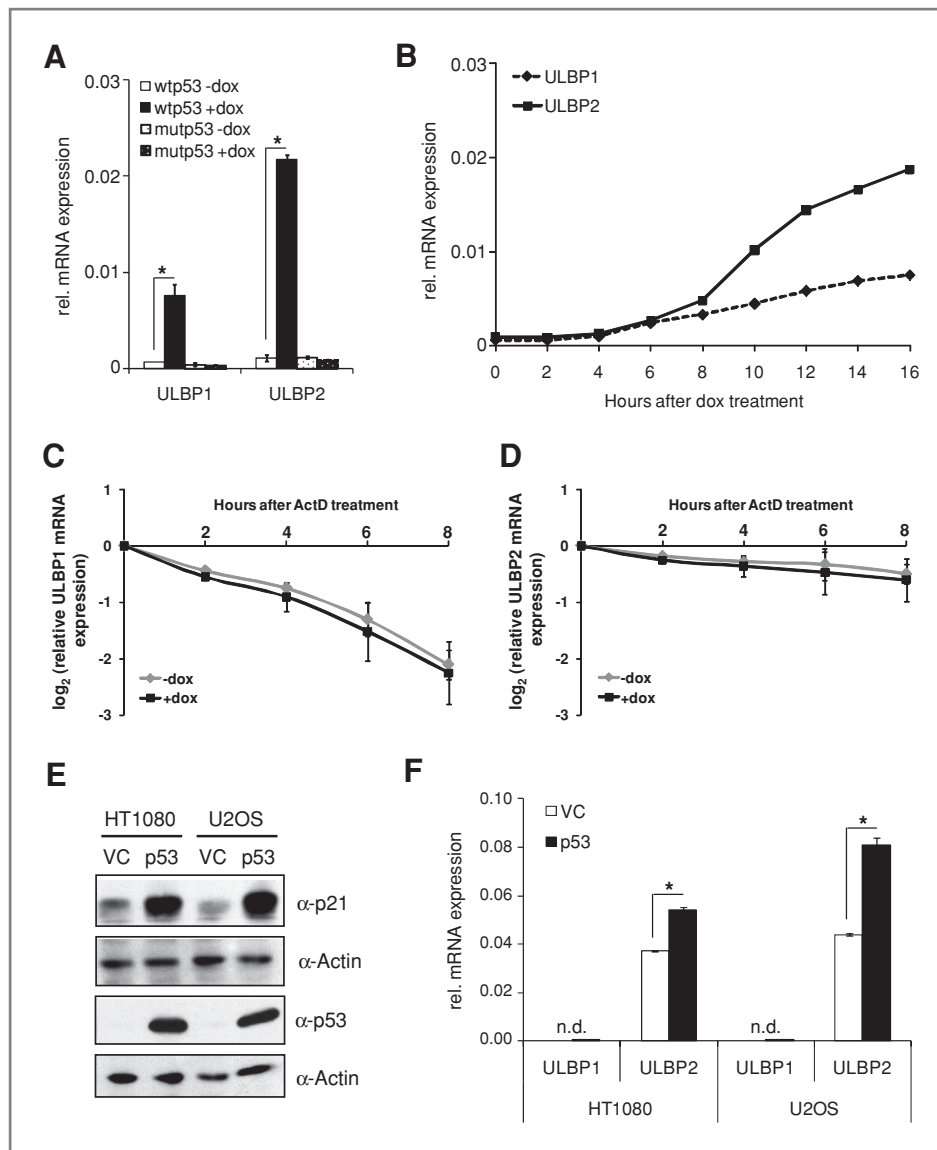 A
0.03
0.02
0.01
0
rel. mRNA expression
wtp53 -dox
wtp53 +dox
mutp53 -dox
mutp53 +dox
*
*
ULBP1
ULBP2
B
0.03
0.02
0.01
0
rel. mRNA expression
ULBP1
ULBP2
0 2 4 6 8 10 12 14 16
Hours after dox treatment
C
1
0
-1
-2
-3
log2 (relative ULBP1 mRNA
expression)
Hours after ActD treatment
2 4 6 8
-dox
+dox
D
1
0
-1
-2
-3
log2 (relative ULBP2 mRNA
expression)
Hours after ActD treatment
2 4 6 8
-dox
+dox
E
HT1080 U2OS
VC p53 VC p53
α-p21
α-Actin
α-p53
α-Actin
F
0.10
0.08
0.06
0.04
0.02
0.00
rel. mRNA expression
VC
p53
*
*
n.d.
n.d.
ULBP1 ULBP2 ULBP1 ULBP2
HT1080 U2OS